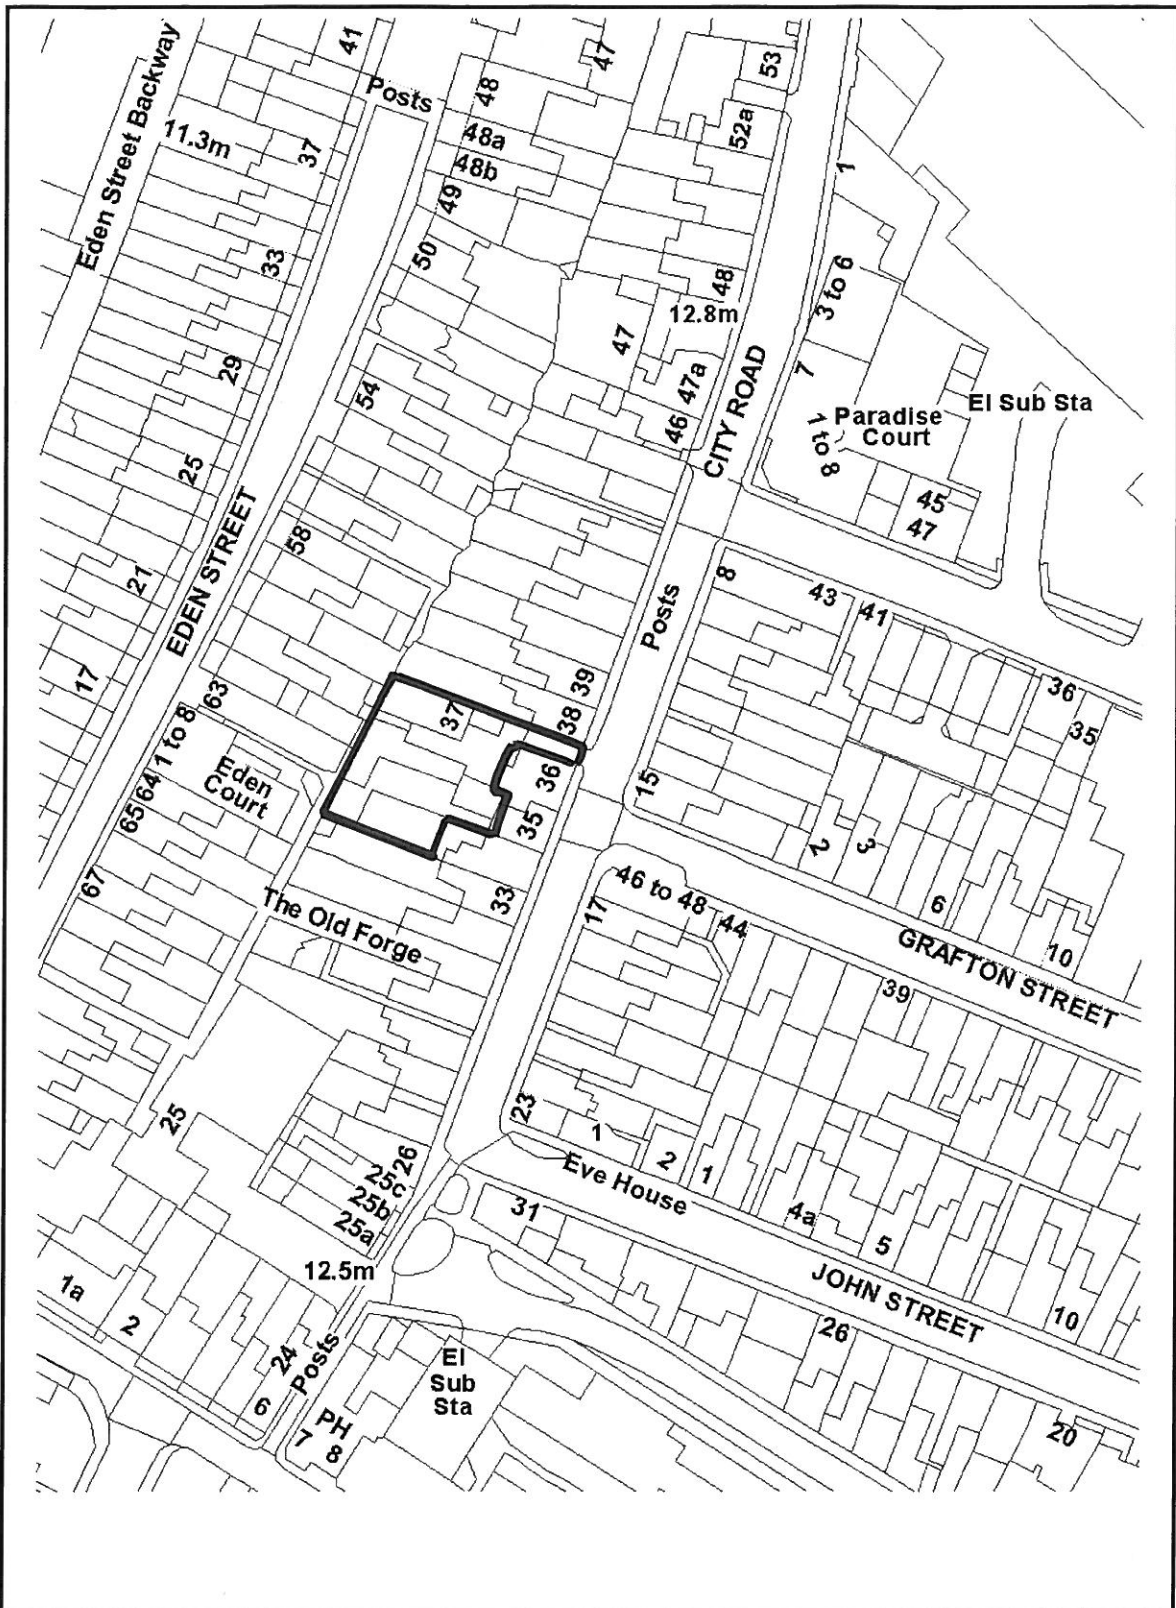 41
Posts
48
47
53
Eden Street Backway
11.3m
37
48a
48b
52a
1
49
33
50
48
3 to 6
12.8m
47
29
54
47a
7
CITY ROAD
El Sub Sta
46
Paradise
Court
1 to 8
25
45
47
EDEN STREET
58
21
8
43
41
Posts
17
63
39
38
37
36
35
1 to 8
Eden
Court
64
65
36
35
15
2
3
67
33
The Old Forge
46 to 48
17
44
6
10
GRAFTON STREET
39
25
23
1
2
1
Eve House
26
25c
25b
25a
31
4a
5
12.5m
JOHN STREET
10
1a
2
24
Posts
26
El
Sub
Sta
6
PH
7
8
20